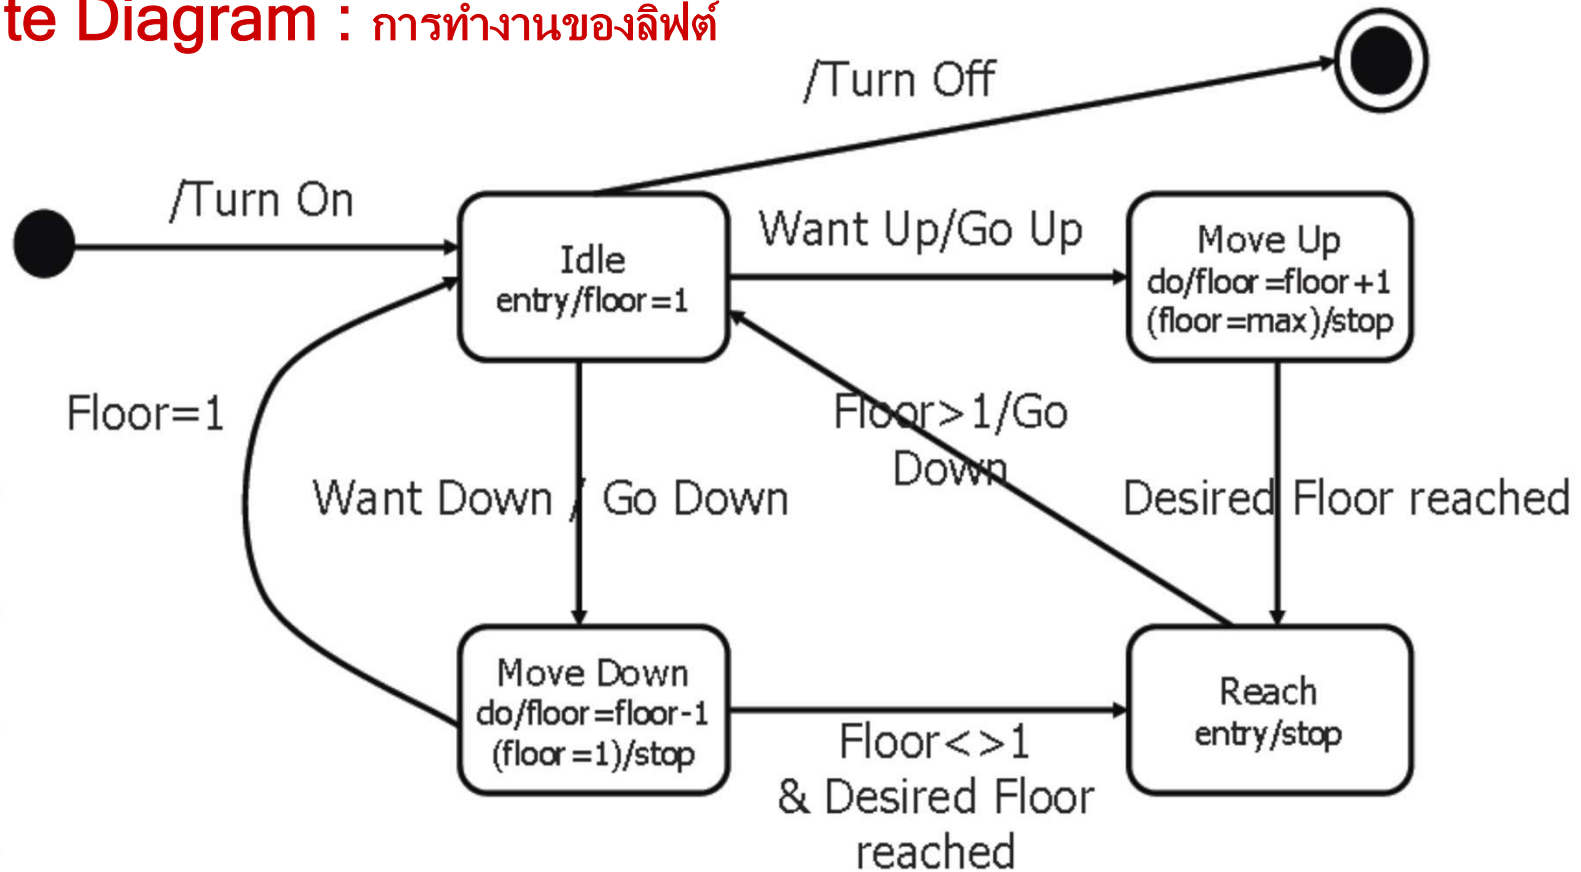 te Diagram : การทำงานของลิฟต์
/Turn Off
/Turn On
Want Up/Go Up
Idle
entry/floor=1
Move Up
do/floor=floor+1
(floor=max)/stop
Floor=1
Floor>1/Go
Down
Want Down / Go Down
Desired Floor reached
Move Down
do/floor=floor-1
(floor=1)/stop
Reach
entry/stop
Floor<>1
& Desired Floor
reached